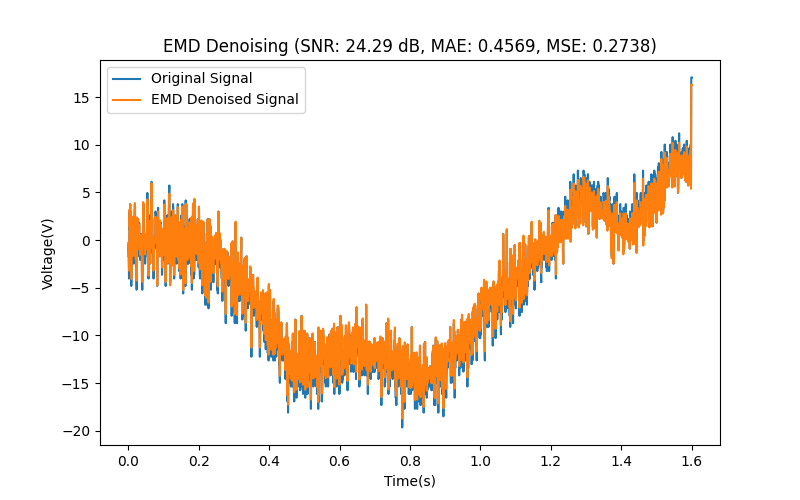 EMD Denoising (SNR: 24.29 dB, MAE: 0.4569, MSE: 0.2738)
Original Signal
EMD Denoised Signal
15
10
5
0
−5
−10
−15
−20
Voltage(V)
0.0 0.2 0.4 0.6 0.8 1.0 1.2 1.4 1.6
Time(s)